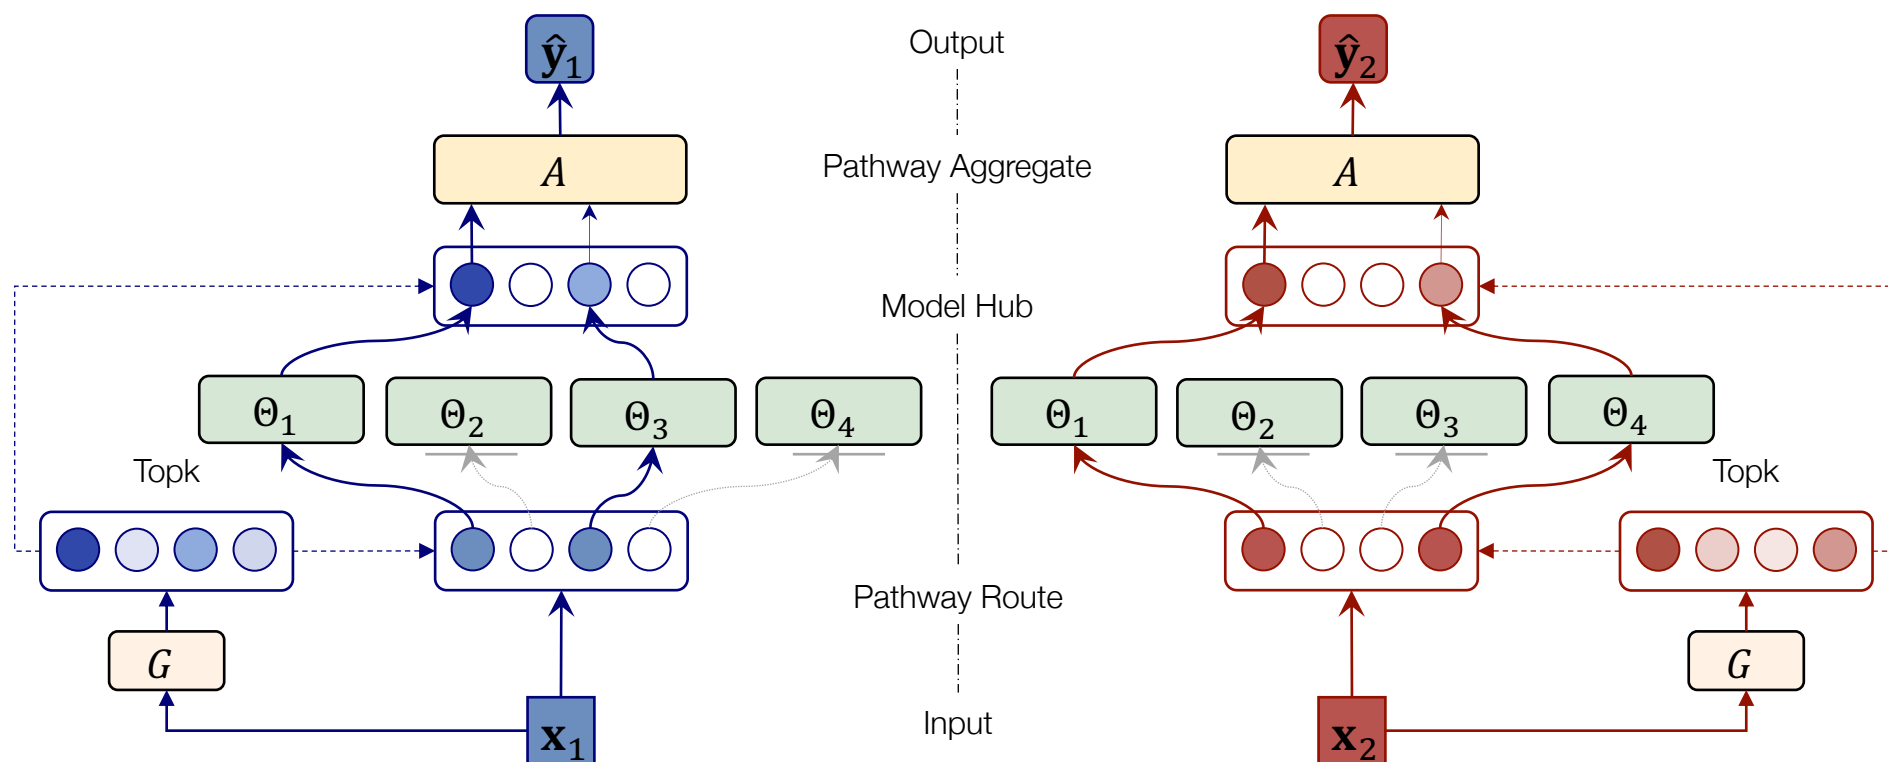 ŷ₁
Output
ŷ₂
A
Pathway Aggregate
A
Model Hub
Θ₁
Θ₂
Θ₃
Θ₄
Θ₁
Θ₂
Θ₃
Θ₄
Topk
Topk
Pathway Route
G
G
x₁
Input
x₂